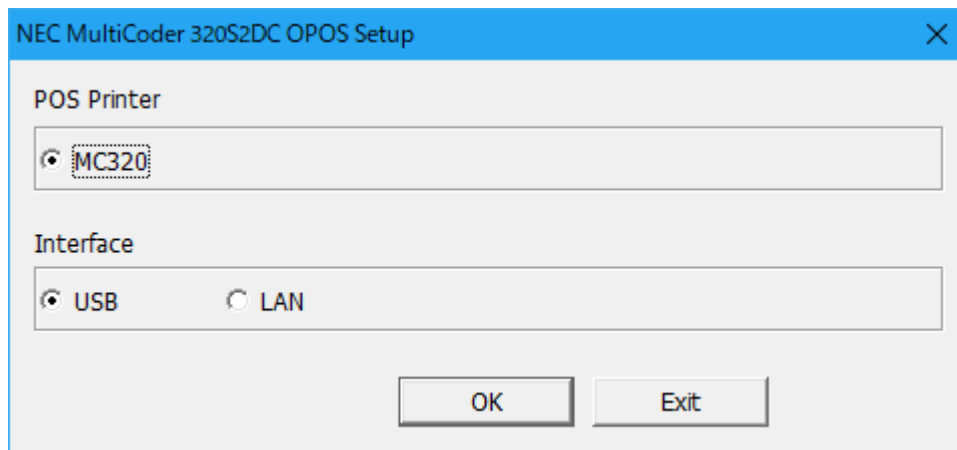 NEC MultiCoder 320S2DC OPOS Setup
POS Printer
MC320
Interface
USB LAN
OK Exit